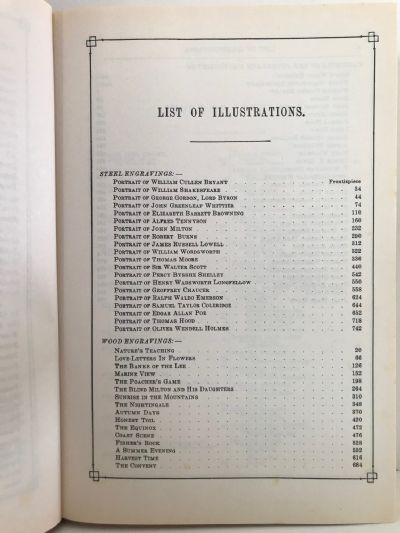 LIST OF ILLUSTRATIONS.
STEEL ENGRAVINGS:—
PORTRAIT OF WILLIAM CULLEN BRYANT Frontispiece
PORTRAIT OF WILLIAM SHAKESPEARE 34
PORTRAIT OF GEORGE GORDON, LORD BYRON 44
PORTRAIT OF JOHN GREENLEAF WHITTIER 74
PORTRAIT OF ELIZABETH BARRETT BROWNING 118
PORTRAIT OF ALFRED TENNYSON 160
PORTRAIT OF JOHN MILTON 232
PORTRAIT OF ROBERT BURNS 290
PORTRAIT OF JAMES RUSSELL LOWELL 312
PORTRAIT OF WILLIAM WORDSWORTH 322
PORTRAIT OF THOMAS MOORE 336
PORTRAIT OF SIR WALTER SCOTT 440
PORTRAIT OF PERCY BYSSHE SHELLEY 542
PORTRAIT OF HENRY WADSWORTH LONGFELLOW 550
PORTRAIT OF GEOFFREY CHAUCER 558
PORTRAIT OF RALPH WALDO EMERSON 624
PORTRAIT OF SAMUEL TAYLOR COLERIDGE 644
PORTRAIT OF EDGAR ALLAN POE 652
PORTRAIT OF THOMAS HOOD 718
PORTRAIT OF OLIVER WENDELL HOLMES 742
WOOD ENGRAVINGS:—
NATURE'S TEACHING 20
LOVE-LETTERS IN FLOWERS 66
THE BANKS OF THE LEE 126
MARINE VIEW 152
THE POACHER'S GAME 198
THE BLIND MILTON AND HIS DAUGHTERS 264
SUNRISE IN THE MOUNTAINS 310
THE NIGHTINGALE 348
AUTUMN DAYS 370
HONEST TOIL 420
THE EQUINOX 472
COAST SCENE 476
FISHER'S ROCK 528
A SUMMER EVENING 552
HARVEST TIME 616
THE CONVENT 684